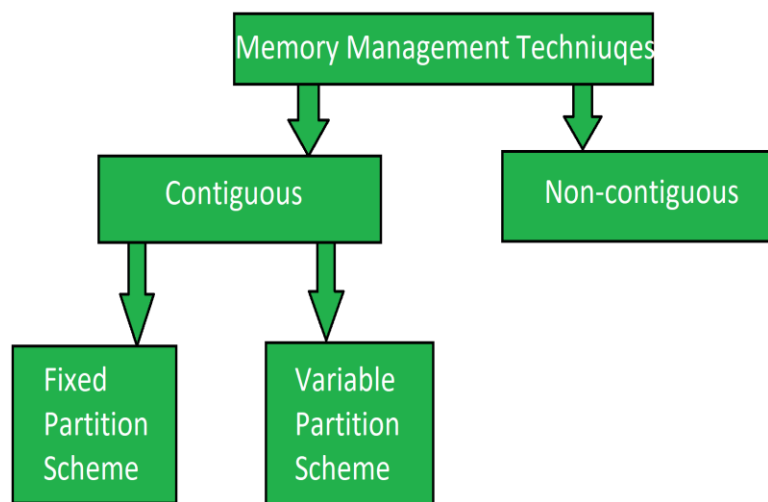 Memory Management Techniuqes
Contiguous
Non-contiguous
Fixed
Partition
Scheme
Variable
Partition
Scheme